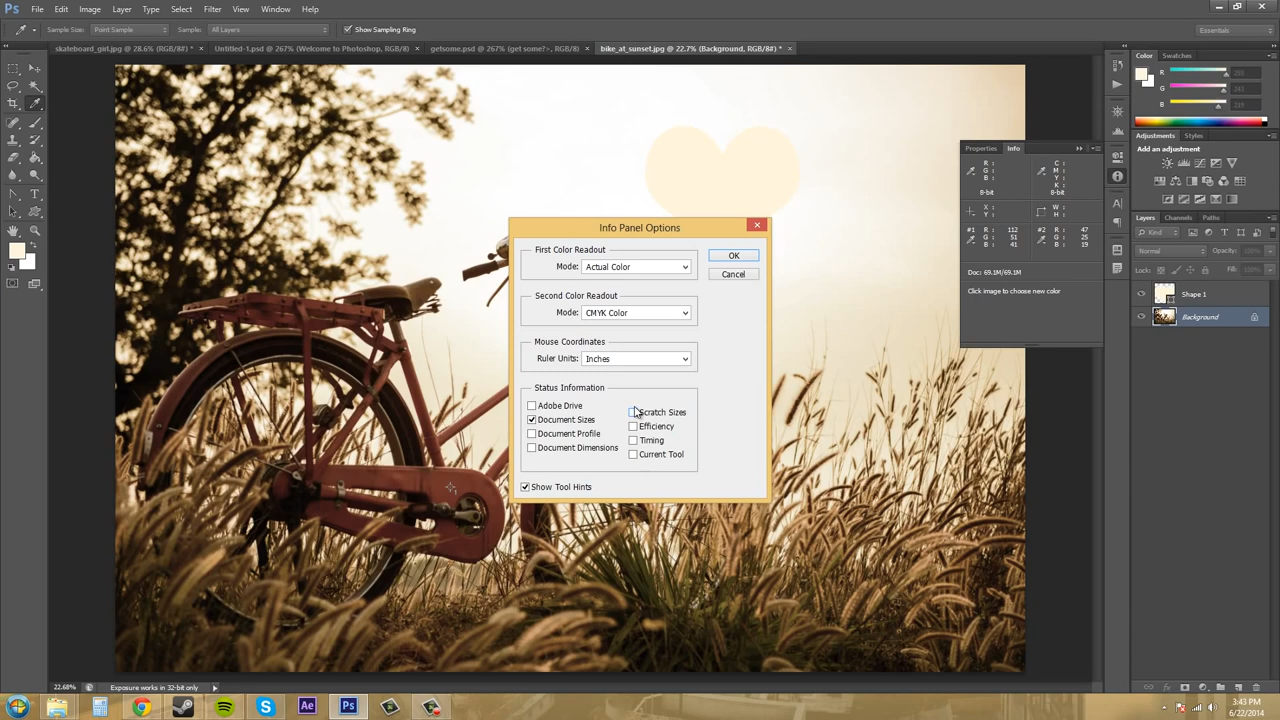 Ps File Edit Image Layer Type Select Filter View Window Help
Sample Size: Point Sample Sample: All Layers Show Sampling Ring Essentials
skateboard_girl.jpg @ 28.6% (RGB/8#) * × Untitled-1.psd @ 267% (Welcome to Photoshop, RGB/8#) × getsome.psd @ 267% (get some?>, RGB/8#) × bike_at_sunset.jpg @ 22.7% (Background, RGB/8#) * ×
Color Swatches
R
G
B
Adjustments Styles
Add an adjustment
Properties Info
R :
G :
B :
8-bit
C :
M :
Y :
K :
8-bit
X :
Y :
W :
H :
#1 R : 112
G : 51
B : 41
#2 R : 47
G : 25
B : 19
Doc: 69.1M/69.1M
Click image to choose new color
Layers Channels Paths
Kind
Normal Opacity:
Lock: Fill:
Shape 1
Background
Info Panel Options
First Color Readout
Mode: Actual Color
OK
Cancel
Second Color Readout
Mode: CMYK Color
Mouse Coordinates
Ruler Units: Inches
Status Information
Adobe Drive
Document Sizes
Document Profile
Document Dimensions
Scratch Sizes
Efficiency
Timing
Current Tool
Show Tool Hints
22.68% Exposure works in 32-bit only
Ae Ps
3:43 PM
6/22/2014